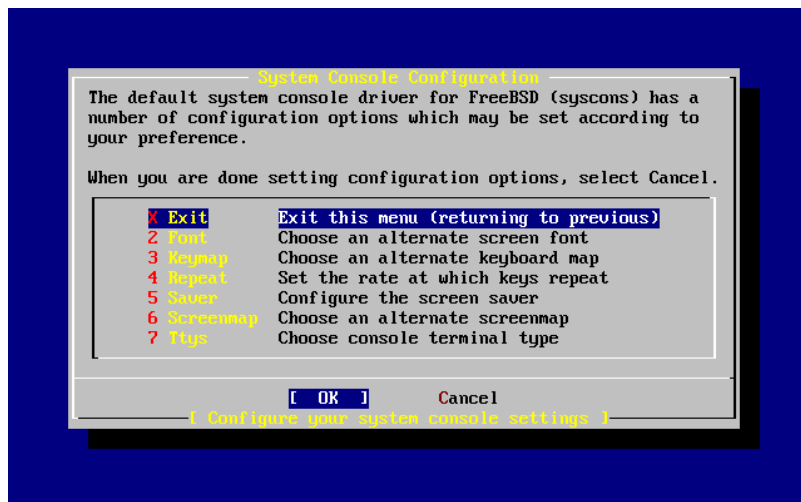 System Console Configuration
The default system console driver for FreeBSD (syscons) has a
number of configuration options which may be set according to
your preference.
When you are done setting configuration options, select Cancel.
X Exit Exit this menu (returning to previous)
2 Font Choose an alternate screen font
3 Keymap Choose an alternate keyboard map
4 Repeat Set the rate at which keys repeat
5 Saver Configure the screen saver
6 Screenmap Choose an alternate screenmap
7 Ttys Choose console terminal type
[ OK ] Cancel
[ Configure your system console settings ]